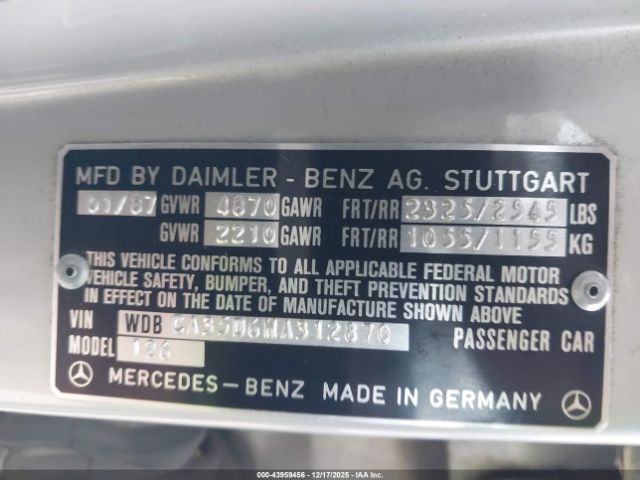 MFD BY DAIMLER - BENZ AG. STUTTGART
01/87 GVWR 4870 GAWR FRT/RR 2325/2545 LBS
GVWR 2210 GAWR FRT/RR 1055/1155 KG
THIS VEHICLE CONFORMS TO ALL APPLICABLE FEDERAL MOTOR
VEHICLE SAFETY, BUMPER, AND THEFT PREVENTION STANDARDS
IN EFFECT ON THE DATE OF MANUFACTURE SHOWN ABOVE
VIN WDB CA35D6HA312870
MODEL 126 PASSENGER CAR
MERCEDES-BENZ MADE IN GERMANY
000-43959456 - 12/17/2025 - © COPYRIGHT IAA, INC.